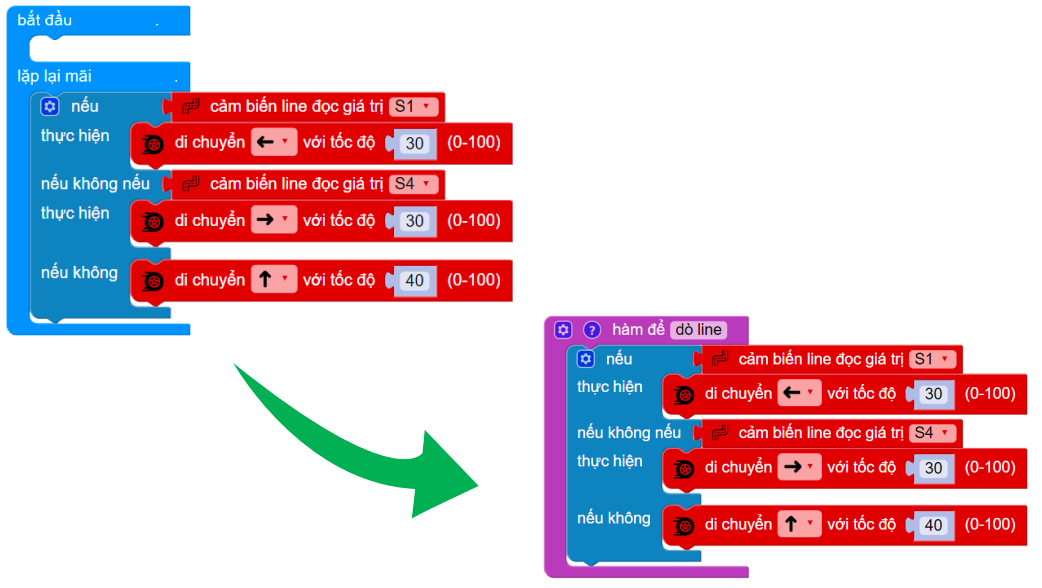 bắt đầu .
lặp lại mãi .
nếu cảm biến line đọc giá trị S1
thực hiện di chuyển ← với tốc độ 30 (0-100)
nếu không nếu cảm biến line đọc giá trị S4
thực hiện di chuyển → với tốc độ 30 (0-100)
nếu không di chuyển ↑ với tốc độ 40 (0-100)
? hàm để dò line
nếu cảm biến line đọc giá trị S1
thực hiện di chuyển ← với tốc độ 30 (0-100)
nếu không nếu cảm biến line đọc giá trị S4
thực hiện di chuyển → với tốc độ 30 (0-100)
nếu không di chuyển ↑ với tốc độ 40 (0-100)